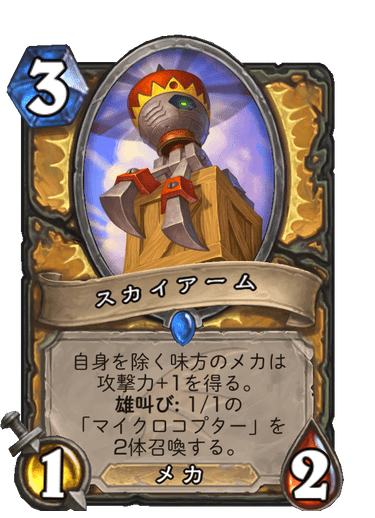 3
スカイアーム
自身を除く味方のメカは
攻撃力+1を得る。
雄叫び: 1/1の
「マイクロコプター」を
2体召喚する。
メカ
1
2